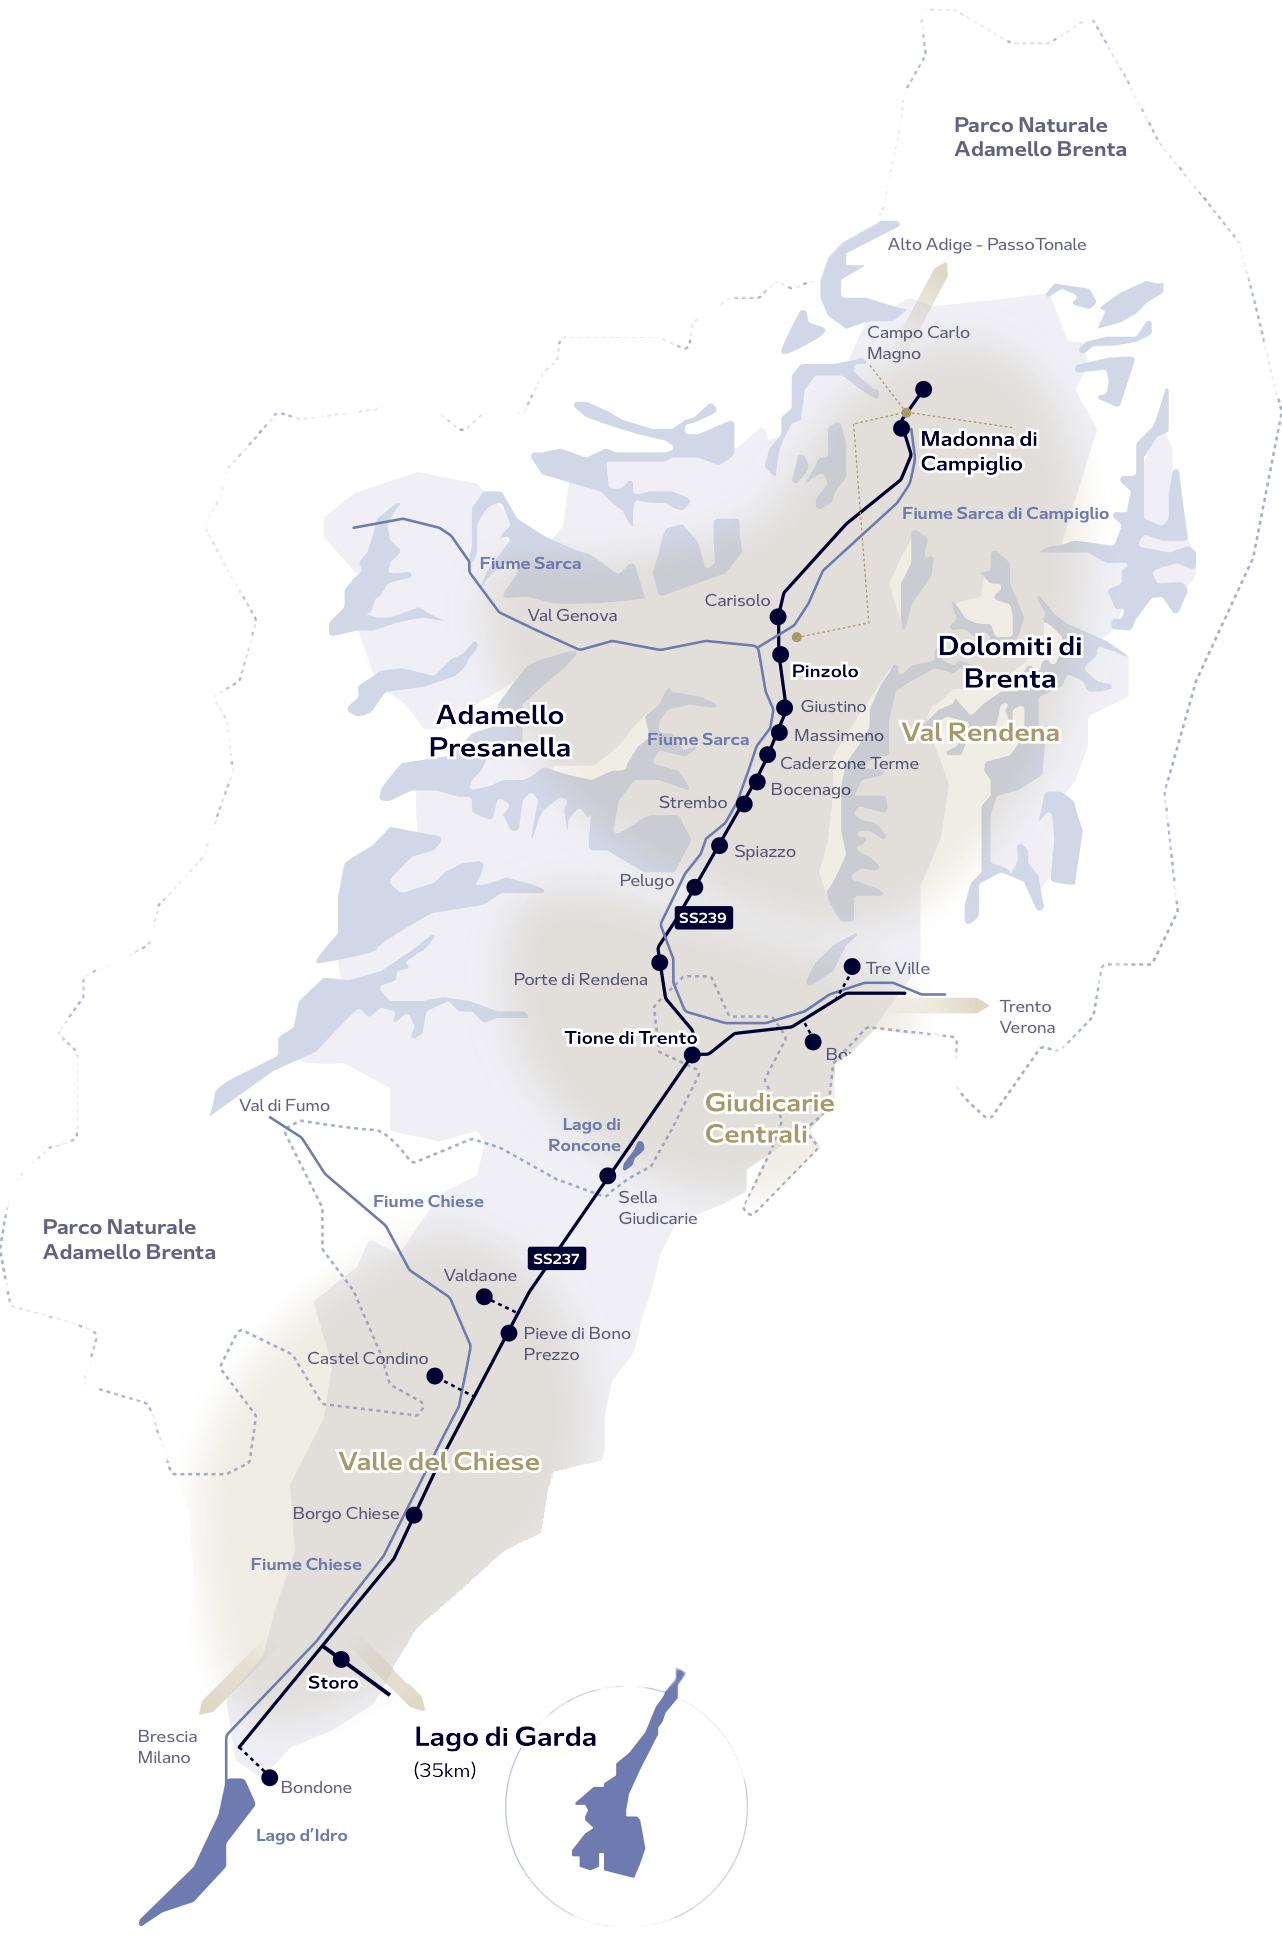 Parco Naturale
Adamello Brenta
Alto Adige - PassoTonale
Campo Carlo
Magno
Madonna di
Campiglio
Fiume Sarca di Campiglio
Fiume Sarca
Carisolo
Val Genova
Dolomiti di
Brenta
Pinzolo
Giustino
Adamello
Presanella
Fiume Sarca
Massimeno
Val Rendena
Caderzone Terme
Bocenago
Strembo
Spiazzo
Pelugo
SS239
Porte di Rendena
Tre Ville
Trento
Verona
Tione di Trento
Giudicarie
Centrali
Val di Fumo
Lago di
Roncone
Fiume Chiese
Sella
Giudicarie
Parco Naturale
Adamello Brenta
SS237
Valdaone
Pieve di Bono
Prezzo
Castel Condino
Valle del Chiese
Borgo Chiese
Fiume Chiese
Storo
Brescia
Milano
Lago di Garda
(35km)
Bondone
Lago d'Idro